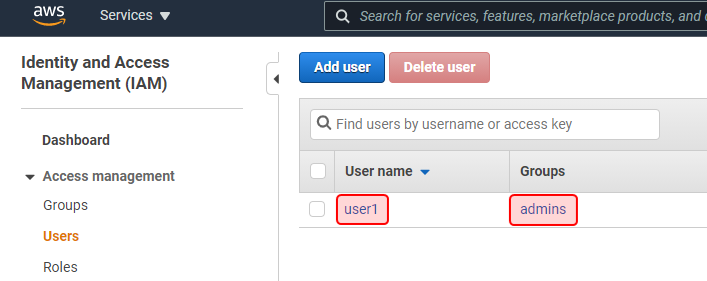 aws
Services
Search for services, features, marketplace products, and
Identity and Access
Management (IAM)
Dashboard
Access management
Groups
Users
Roles
Add user
Delete user
Find users by username or access key
User name
Groups
user1
admins